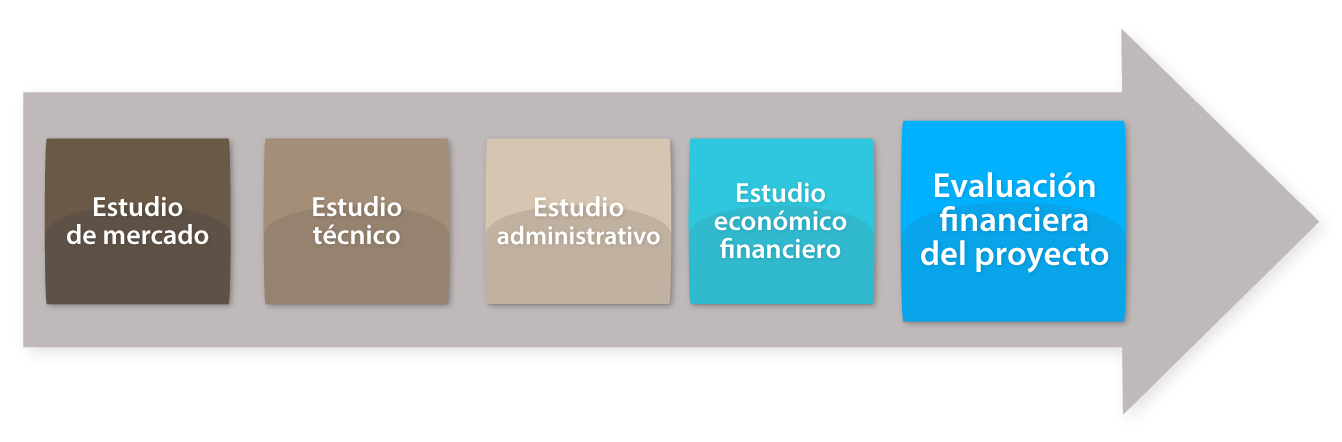 Estudio
de mercado
Estudio
técnico
Estudio
administrativo
Estudio
económico
financiero
Evaluación
financiera
del proyecto